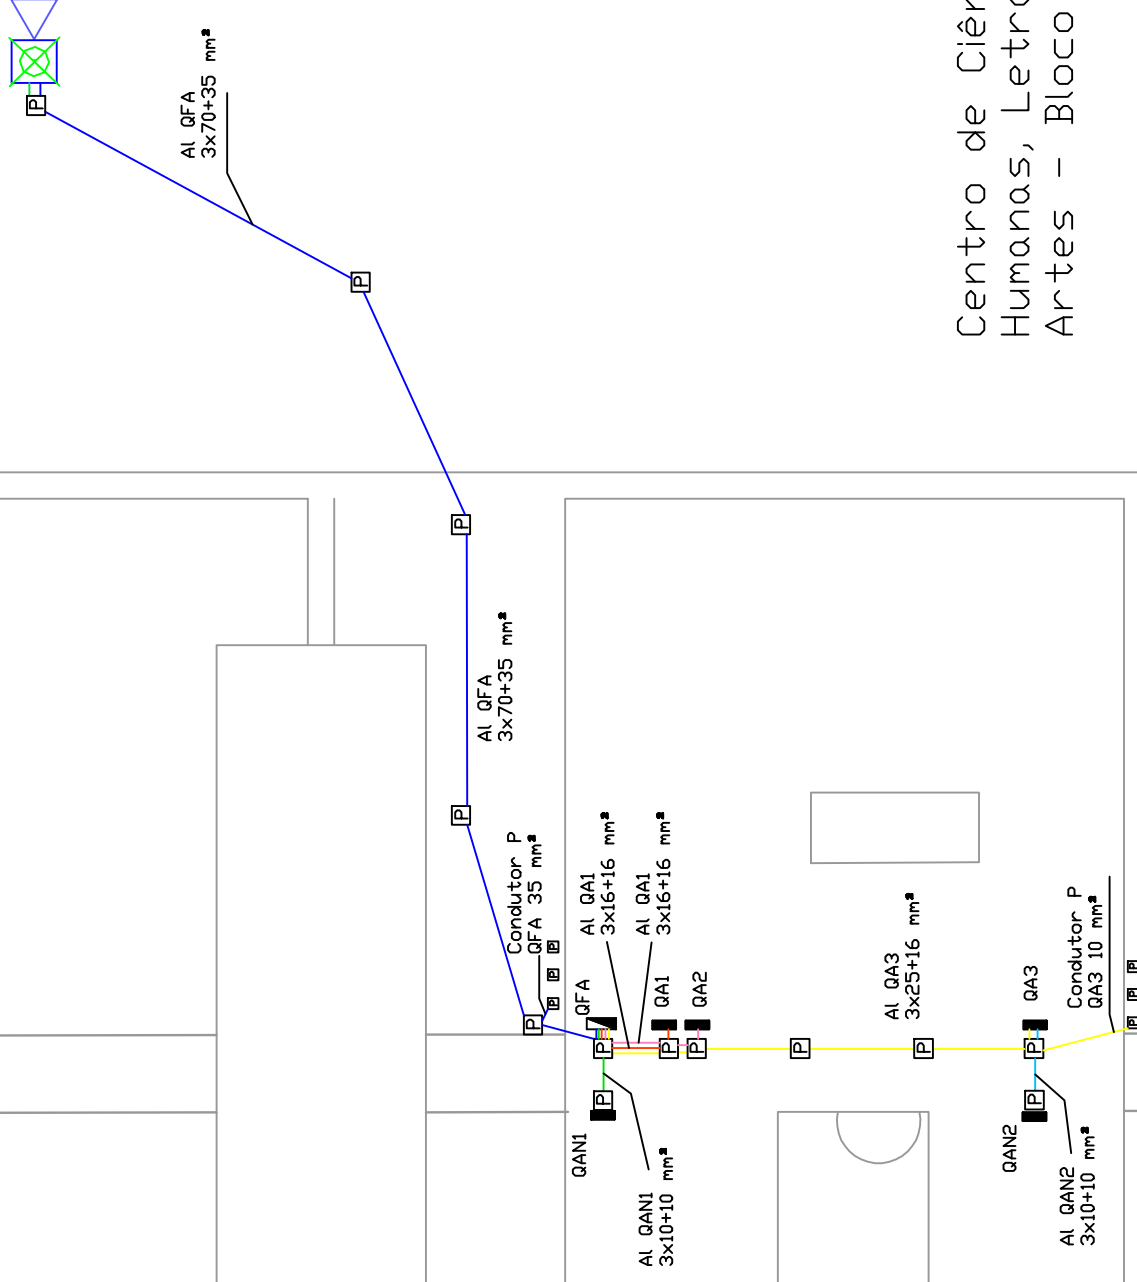 P
Al QFA
3x70+35 mm²
Centro de Ciên
Humanas, Letr
Artes - Bloco
P
P
Al QFA
3x70+35 mm²
P
Condutor P
QFA 35 mm²
P
P
P
P
QFA
Al QA1
3x16+16 mm²
Al QA1
3x16+16 mm²
QA1
QA2
Al QA3
3x25+16 mm²
QA3
Condutor P
QA3 10 mm²
P
P
P
P
P
P
P
P
P
P
P
QAN1
Al QAN1
3x10+10 mm²
QAN2
Al QAN2
3x10+10 mm²